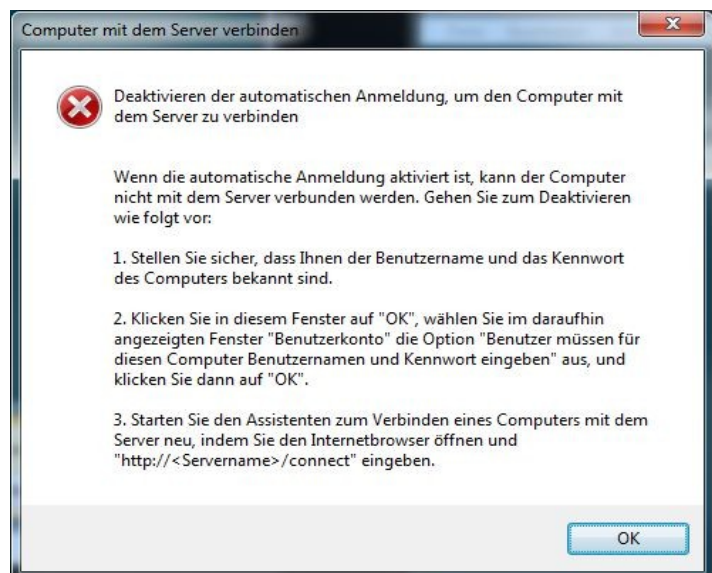 Computer mit dem Server verbinden
Deaktivieren der automatischen Anmeldung, um den Computer mit
dem Server zu verbinden
Wenn die automatische Anmeldung aktiviert ist, kann der Computer
nicht mit dem Server verbunden werden. Gehen Sie zum Deaktivieren
wie folgt vor:
1. Stellen Sie sicher, dass Ihnen der Benutzername und das Kennwort
des Computers bekannt sind.
2. Klicken Sie in diesem Fenster auf "OK", wählen Sie im daraufhin
angezeigten Fenster "Benutzerkonto" die Option "Benutzer müssen für
diesen Computer Benutzernamen und Kennwort eingeben" aus, und
klicken Sie dann auf "OK".
3. Starten Sie den Assistenten zum Verbinden eines Computers mit dem
Server neu, indem Sie den Internetbrowser öffnen und
"http://<Servername>/connect" eingeben.
OK